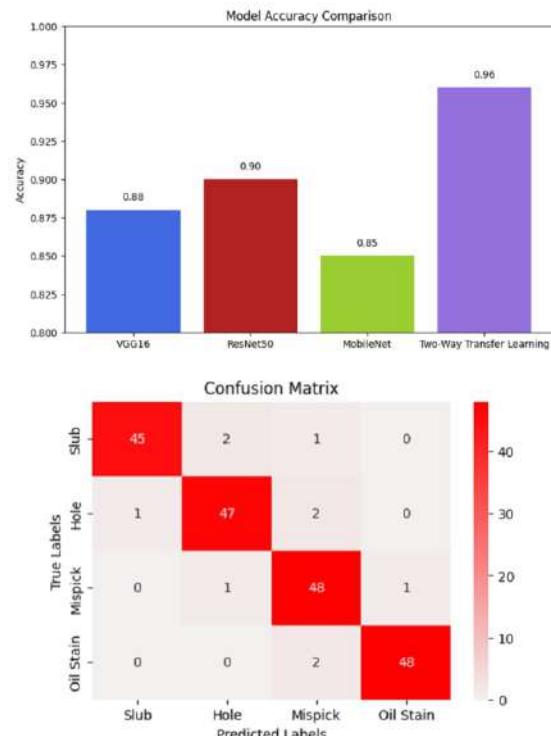 Model Accuracy Comparison
1.000
0.975
0.950
0.925
0.900
0.875
0.850
0.825
0.800
Accuracy
0.88
0.90
0.85
0.96
VGG16 ResNet50 MobileNet Two-Way Transfer Learning
Confusion Matrix
True Labels
Slub 45 2 1 0
Hole 1 47 2 0
Mispick 0 1 48 1
Oil Stain 0 0 2 48
Slub Hole Mispick Oil Stain
Predicted Labels
40
30
20
10
0